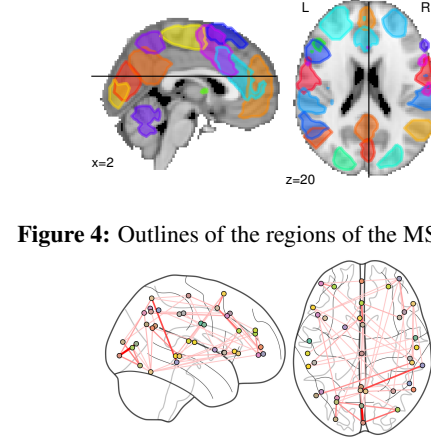 L R
x=2
z=20
Figure 4: Outlines of the regions of the MS